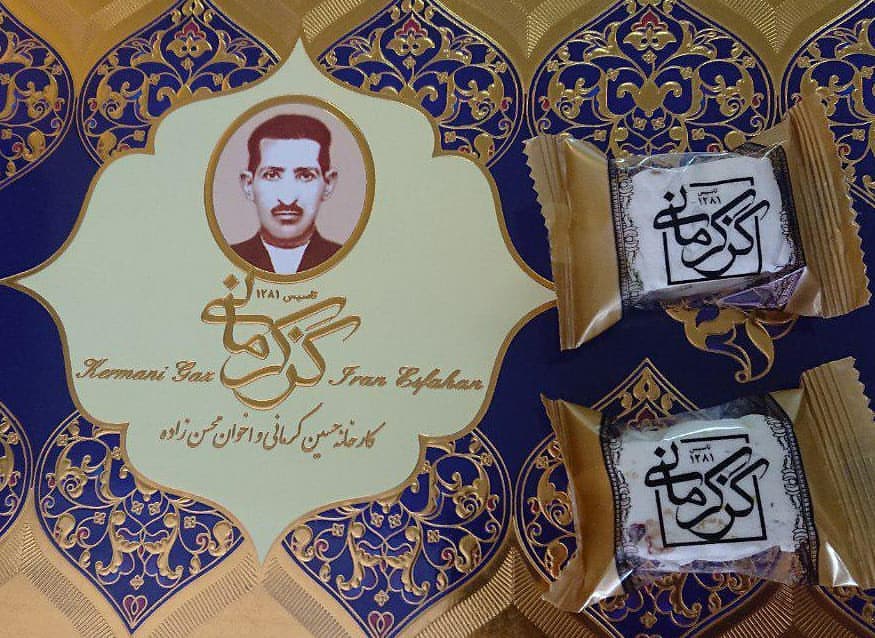 تاسیس ۱۲۸۱
گز کرمانی
Kermani Gaz Iran Esfahan
کارخانه حسین کرمانی و اخوان محسن زاده
تاسیس
۱۲۸۱
گز کرمانی
تاسیس
۱۲۸۱
گز کرمانی